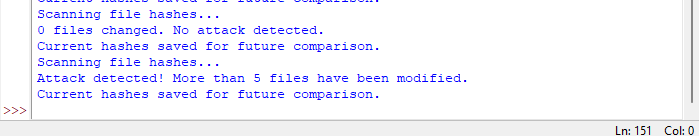 Current hashes saved for future comparison.
Scanning file hashes...
0 files changed. No attack detected.
Current hashes saved for future comparison.
Scanning file hashes...
Attack detected! More than 5 files have been modified.
Current hashes saved for future comparison.
>>>
Ln: 151 Col: 0